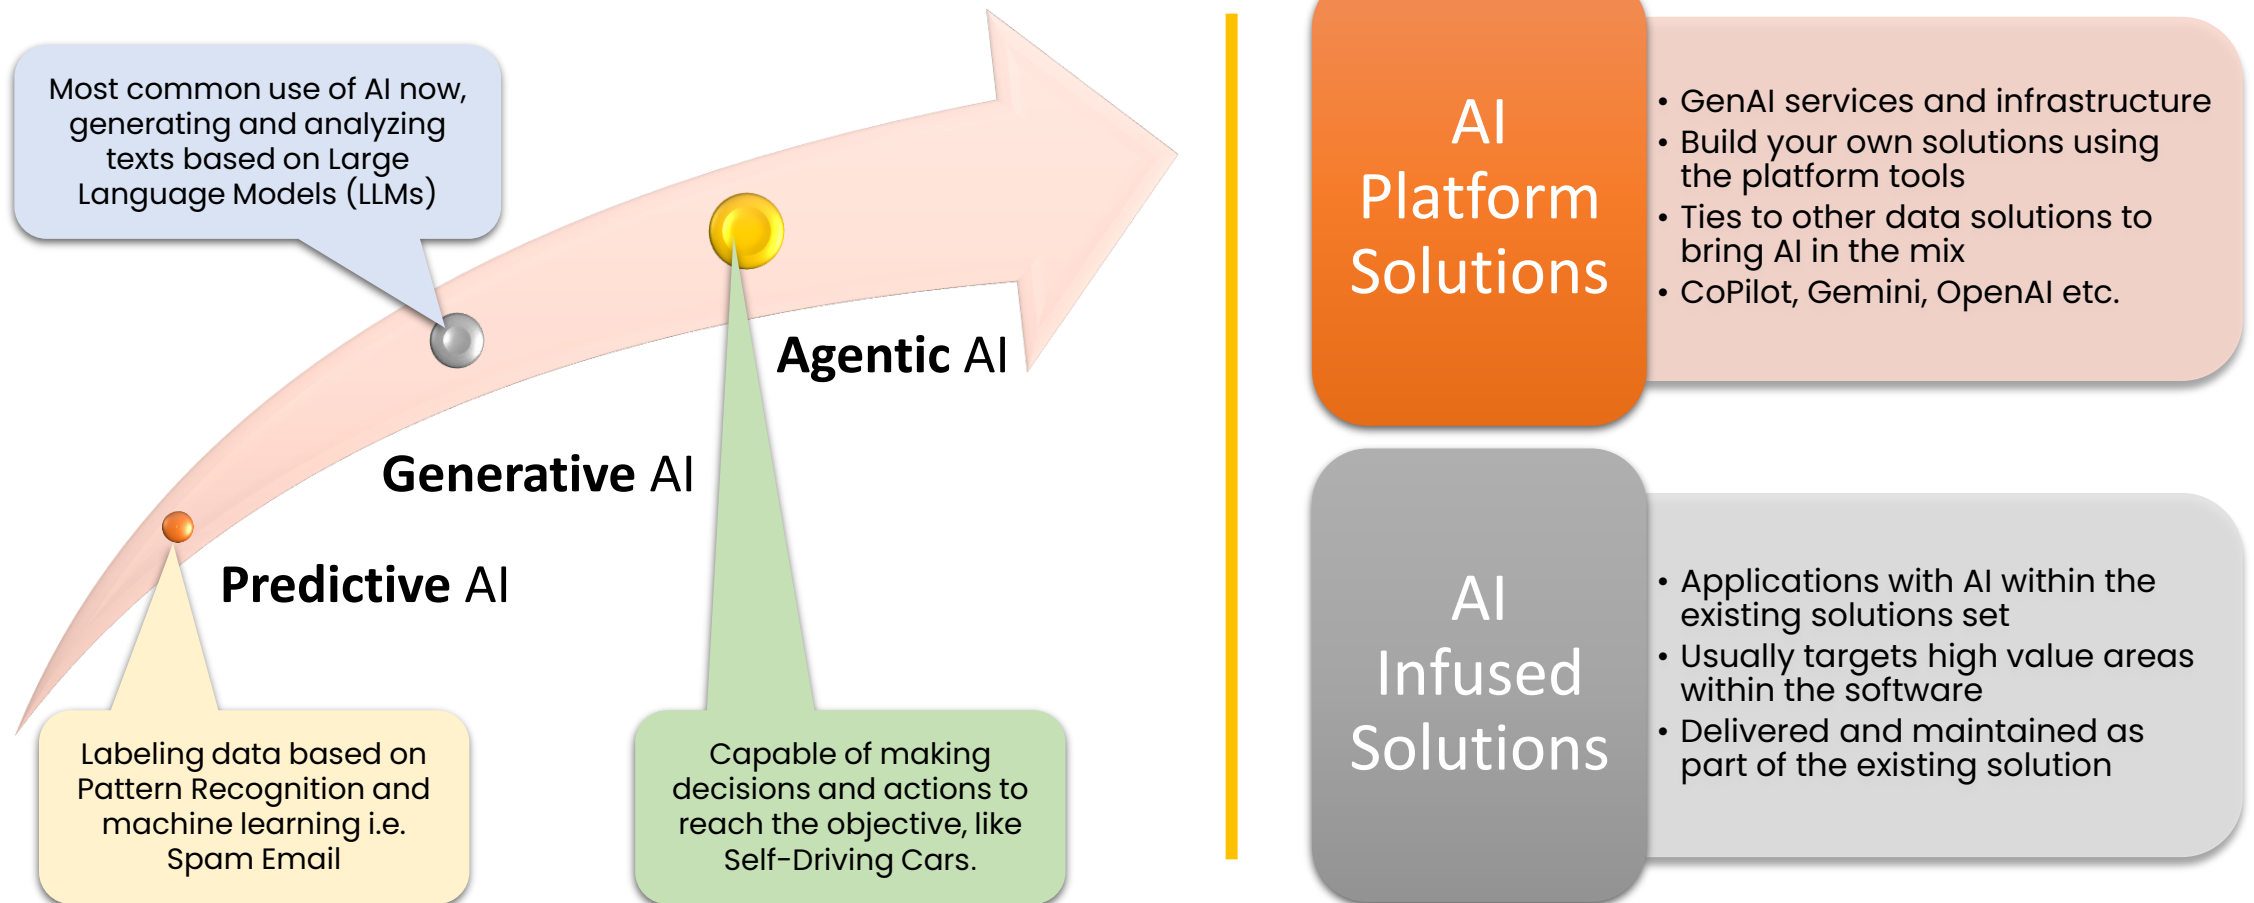 Most common use of AI now,
generating and analyzing
texts based on Large
Language Models (LLMs)
Agentic AI
Generative AI
Predictive AI
Labeling data based on
Pattern Recognition and
machine learning i.e.
Spam Email
Capable of making
decisions and actions to
reach the objective, like
Self-Driving Cars.
AI
Platform
Solutions
• GenAI services and infrastructure
• Build your own solutions using
the platform tools
• Ties to other data solutions to
bring AI in the mix
• CoPilot, Gemini, OpenAI etc.
AI
Infused
Solutions
• Applications with AI within the
existing solutions set
• Usually targets high value areas
within the software
• Delivered and maintained as
part of the existing solution